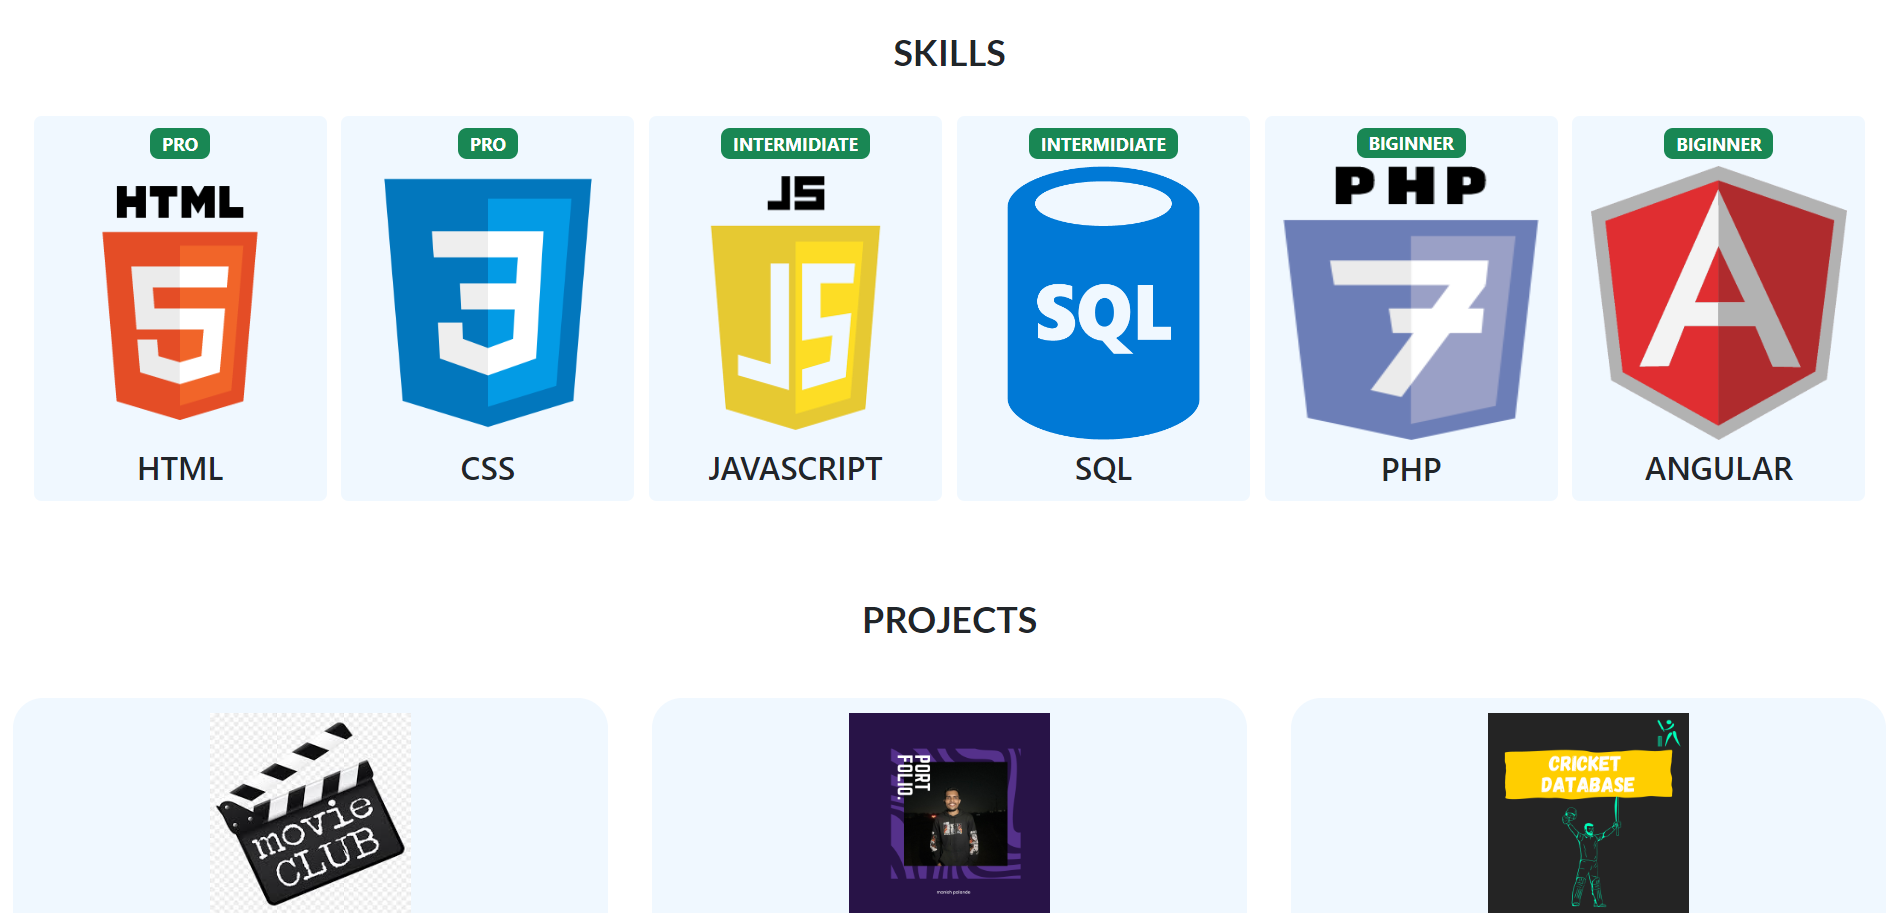 SKILLS
PRO
PRO
INTERMIDIATE
INTERMIDIATE
BIGINNER
BIGINNER
HTML
JS
PHP
5
3
JS
SQL
7
A
HTML
CSS
JAVASCRIPT
SQL
PHP
ANGULAR
PROJECTS
movie
CLUB
PORT
FOLIO.
manish patende
CRICKET
DATABASE